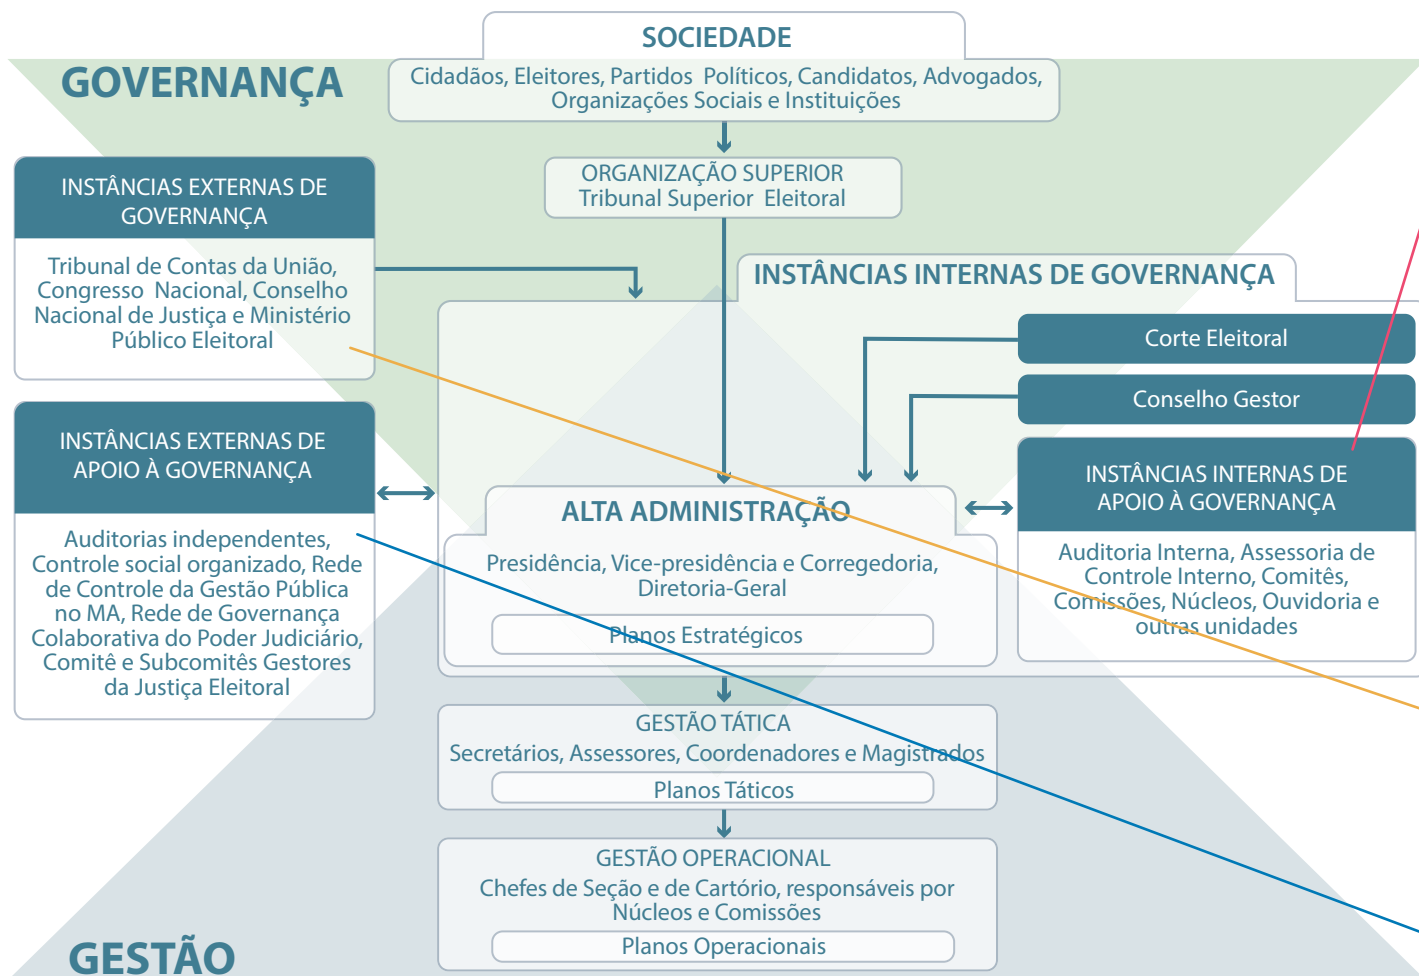 SOCIEDADE
Cidadãos, Eleitores, Partidos Políticos, Candidatos, Advogados,
Organizações Sociais e Instituições
GOVERNANÇA
ORGANIZAÇÃO SUPERIOR
Tribunal Superior Eleitoral
INSTÂNCIAS EXTERNAS DE
GOVERNANÇA
Tribunal de Contas da União,
Congresso Nacional, Conselho
Nacional de Justiça e Ministério
Público Eleitoral
INSTÂNCIAS INTERNAS DE GOVERNANÇA
Corte Eleitoral
Conselho Gestor
INSTÂNCIAS EXTERNAS DE
APOIO À GOVERNANÇA
Auditorias independentes,
Controle social organizado, Rede
de Controle da Gestão Pública
no MA, Rede de Governança
Colaborativa do Poder Judiciário,
Comitê e Subcomitês Gestores
da Justiça Eleitoral
ALTA ADMINISTRAÇÃO
Presidência, Vice-presidência e Corregedoria,
Diretoria-Geral
Planos Estratégicos
INSTÂNCIAS INTERNAS DE
APOIO À GOVERNANÇA
Auditoria Interna, Assessoria de
Controle Interno, Comitês,
Comissões, Núcleos, Ouvidoria e
outras unidades
GESTÃO TÁTICA
Secretários, Assessores, Coordenadores e Magistrados
Planos Táticos
GESTÃO OPERACIONAL
Chefes de Seção e de Cartório, responsáveis por
Núcleos e Comissões
Planos Operacionais
GESTÃO